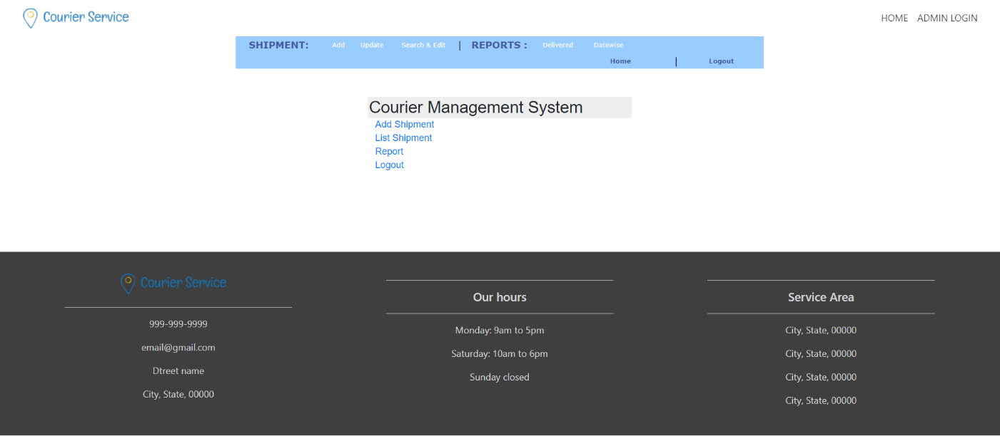 Courier Service
HOME ADMIN LOGIN
SHIPMENT: Add Update Search & Edit | REPORTS : Delivered Datewise
Home | Logout
Courier Management System
Add Shipment
List Shipment
Report
Logout
Courier Service
999-999-9999
email@gmail.com
Dtreet name
City, State, 00000
Our hours
Monday: 9am to 5pm
Saturday: 10am to 6pm
Sunday closed
Service Area
City, State, 00000
City, State, 00000
City, State, 00000
City, State, 00000